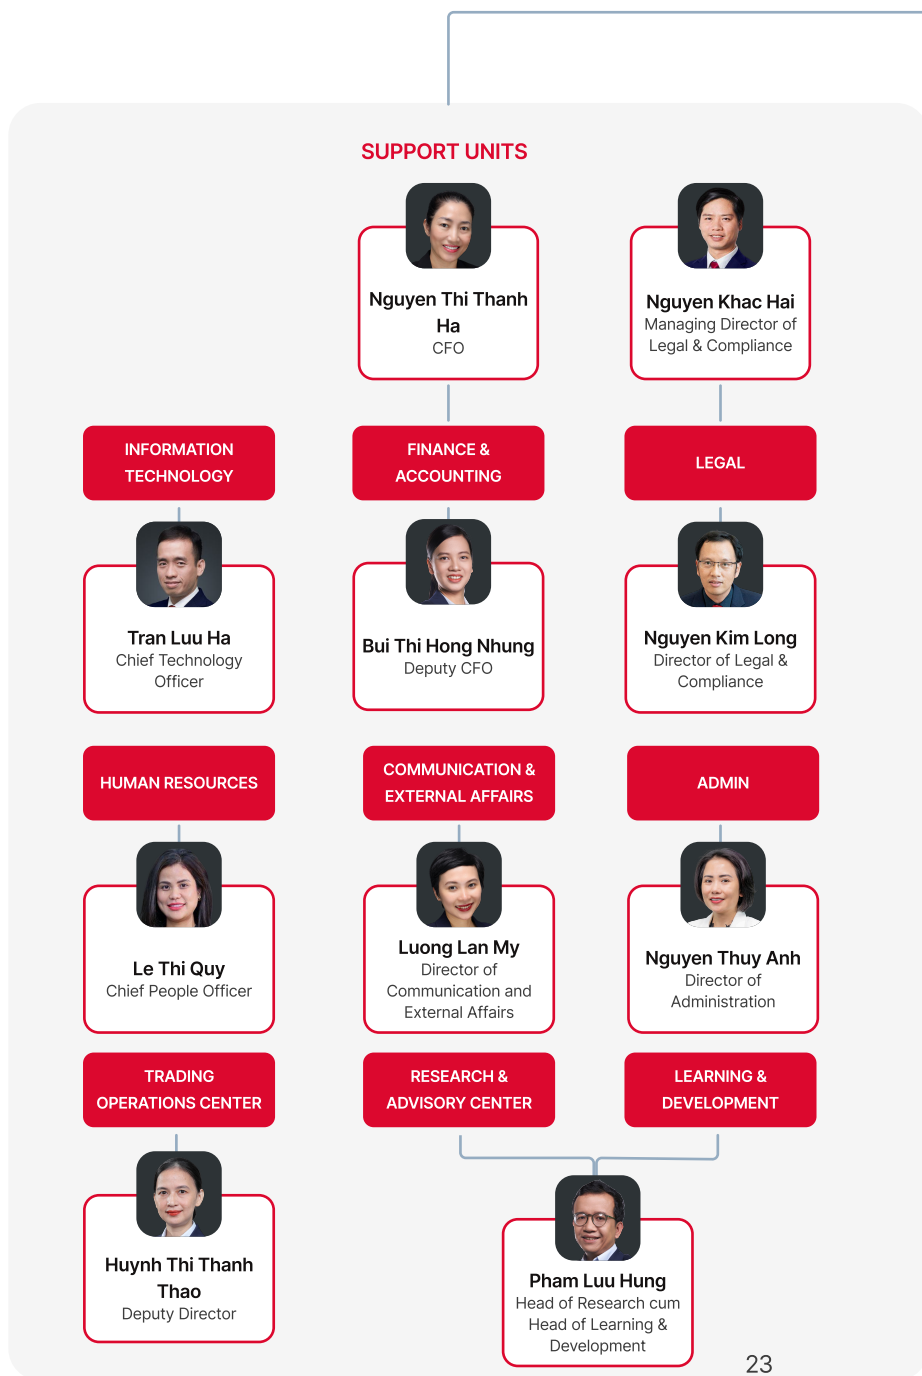 SUPPORT UNITS
Nguyen Thi Thanh
Ha
CFO
Nguyen Khac Hai
Managing Director of
Legal & Compliance
INFORMATION
TECHNOLOGY
FINANCE &
ACCOUNTING
LEGAL
Tran Luu Ha
Chief Technology
Officer
Bui Thi Hong Nhung
Deputy CFO
Nguyen Kim Long
Director of Legal &
Compliance
HUMAN RESOURCES
COMMUNICATION &
EXTERNAL AFFAIRS
ADMIN
Le Thi Quy
Chief People Officer
Luong Lan My
Director of
Communication and
External Affairs
Nguyen Thuy Anh
Director of
Administration
TRADING
OPERATIONS CENTER
RESEARCH &
ADVISORY CENTER
LEARNING &
DEVELOPMENT
Huynh Thi Thanh
Thao
Deputy Director
Pham Luu Hung
Head of Research cum
Head of Learning &
Development
23